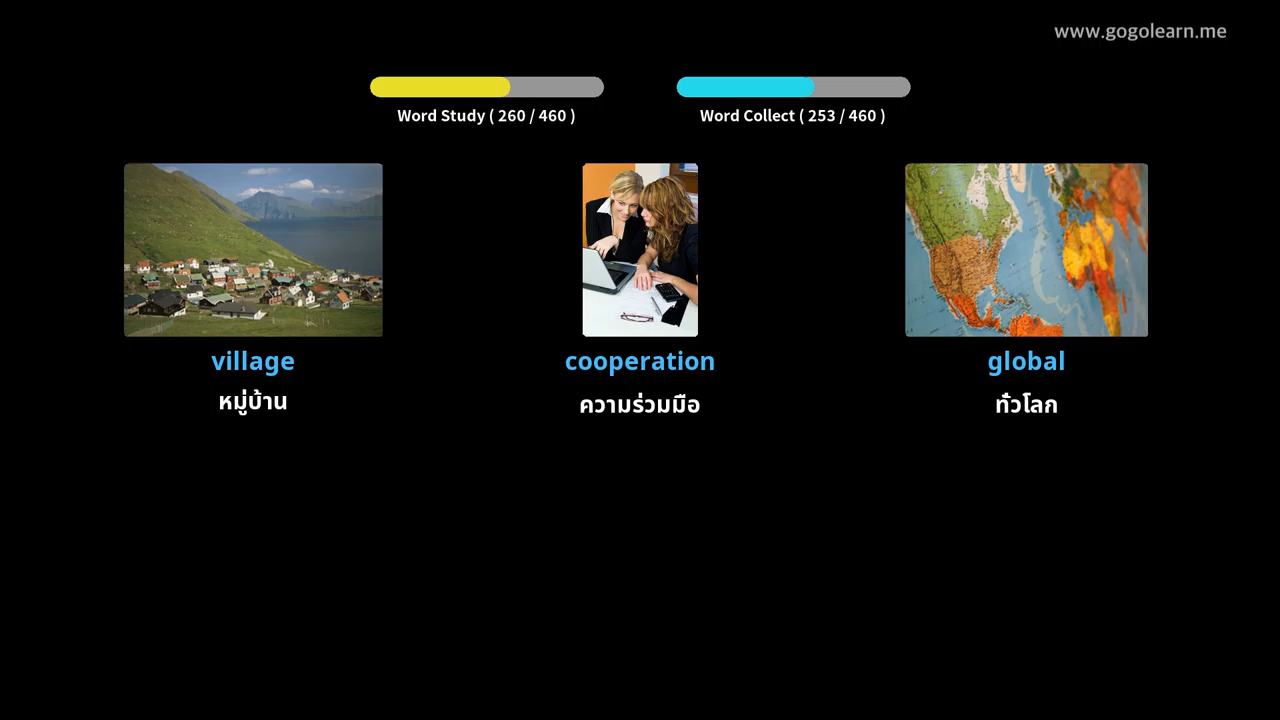 www.gogolearn.me
Word Study ( 260 / 460 )
Word Collect ( 253 / 460 )
village
cooperation
global
หมู่บ้าน
ความร่วมมือ
ทั่วโลก